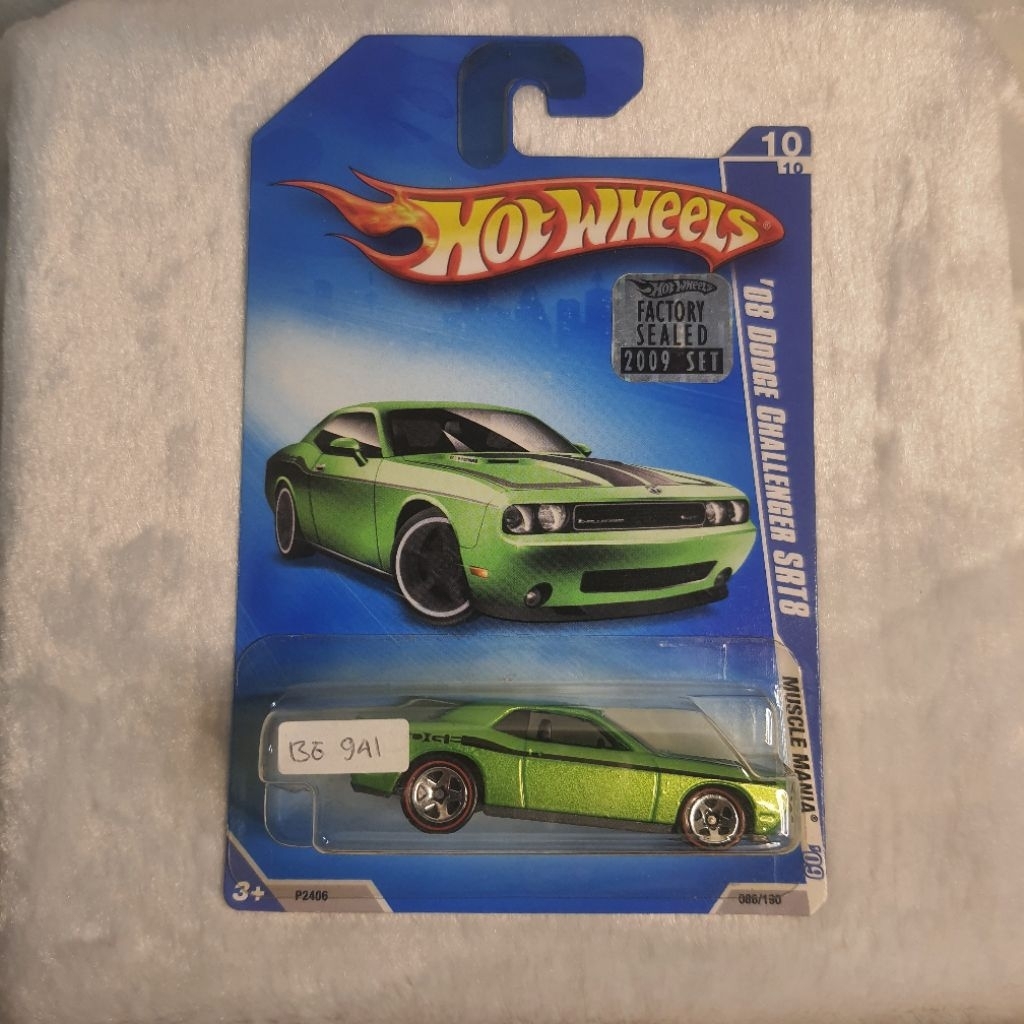 10
10
HOT WHEELS
HOT WHEELS
FACTORY
SEALED
2009 SET
'08 DODGE CHALLENGER SRT8
MUSCLE MANIA®
'09
BE 941
3+
P2406
086/190